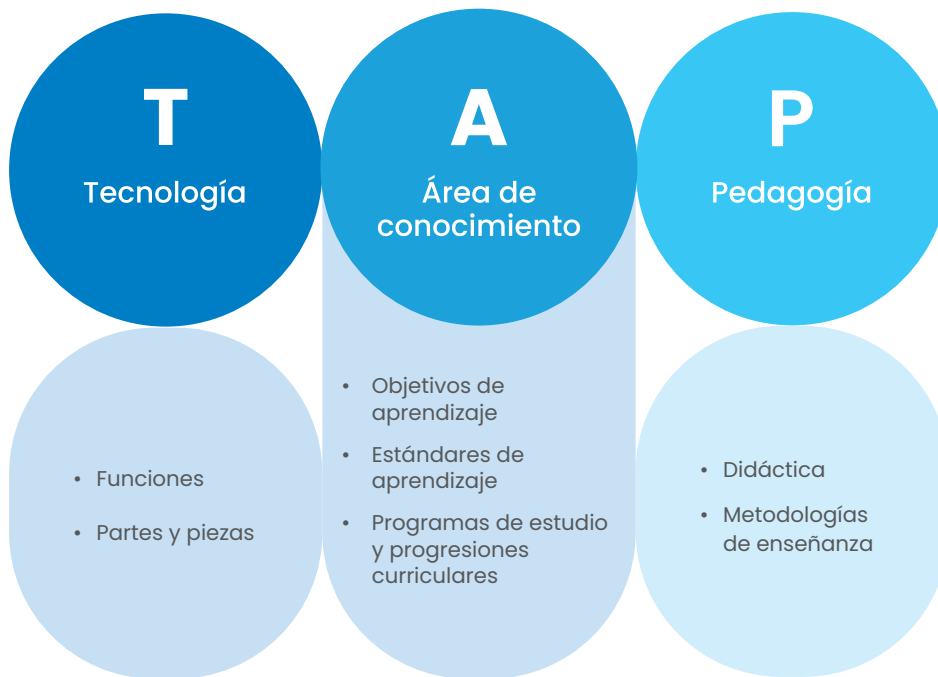 T
Tecnología
• Funciones
• Partes y piezas
A
Área de
conocimiento
• Objetivos de
aprendizaje
• Estándares de
aprendizaje
• Programas de estudio
y progresiones
curriculares
P
Pedagogía
• Didáctica
• Metodologías
de enseñanza